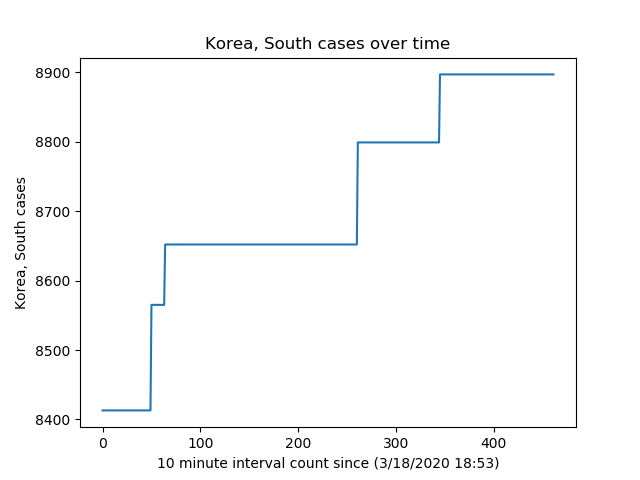 Korea, South cases over time
8900
8800
8700
8600
8500
8400
Korea, South cases
0 100 200 300 400
10 minute interval count since (3/18/2020 18:53)